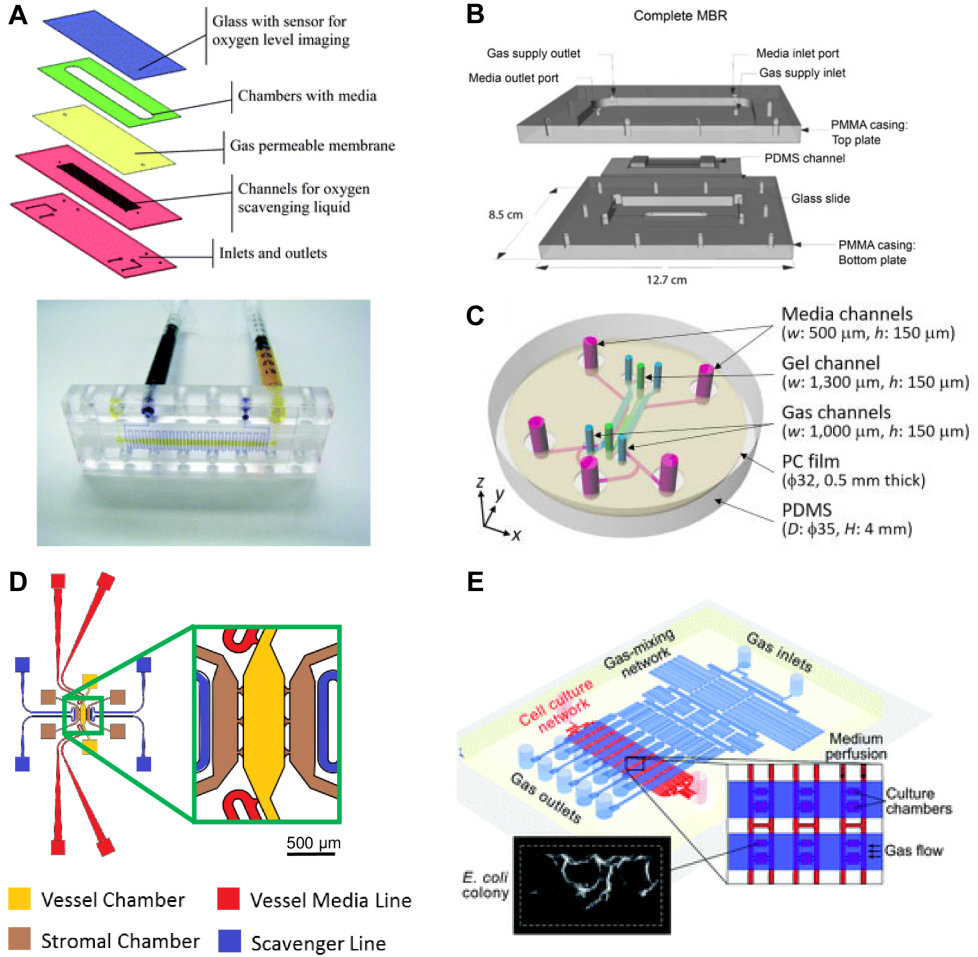 A
Glass with sensor for
oxygen level imaging
Chambers with media
Gas permeable membrane
Channels for oxygen
scavenging liquid
Inlets and outlets
B
Complete MBR
Gas supply outlet
Media inlet port
Media outlet port
Gas supply inlet
PMMA casing:
Top plate
PDMS channel
Glass slide
8.5 cm
PMMA casing:
Bottom plate
12.7 cm
C
Media channels
(w: 500 µm, h: 150 µm)
Gel channel
(w: 1,300 µm, h: 150 µm)
Gas channels
(w: 1,000 µm, h: 150 µm)
PC film
(ϕ32, 0.5 mm thick)
PDMS
(D: ϕ35, H: 4 mm)
z
y
x
D
500 µm
Vessel Chamber
Vessel Media Line
Stromal Chamber
Scavenger Line
E
Gas-mixing
network
Gas inlets
Cell culture
network
Medium
perfusion
Gas outlets
Culture
chambers
Gas flow
E. coli
colony